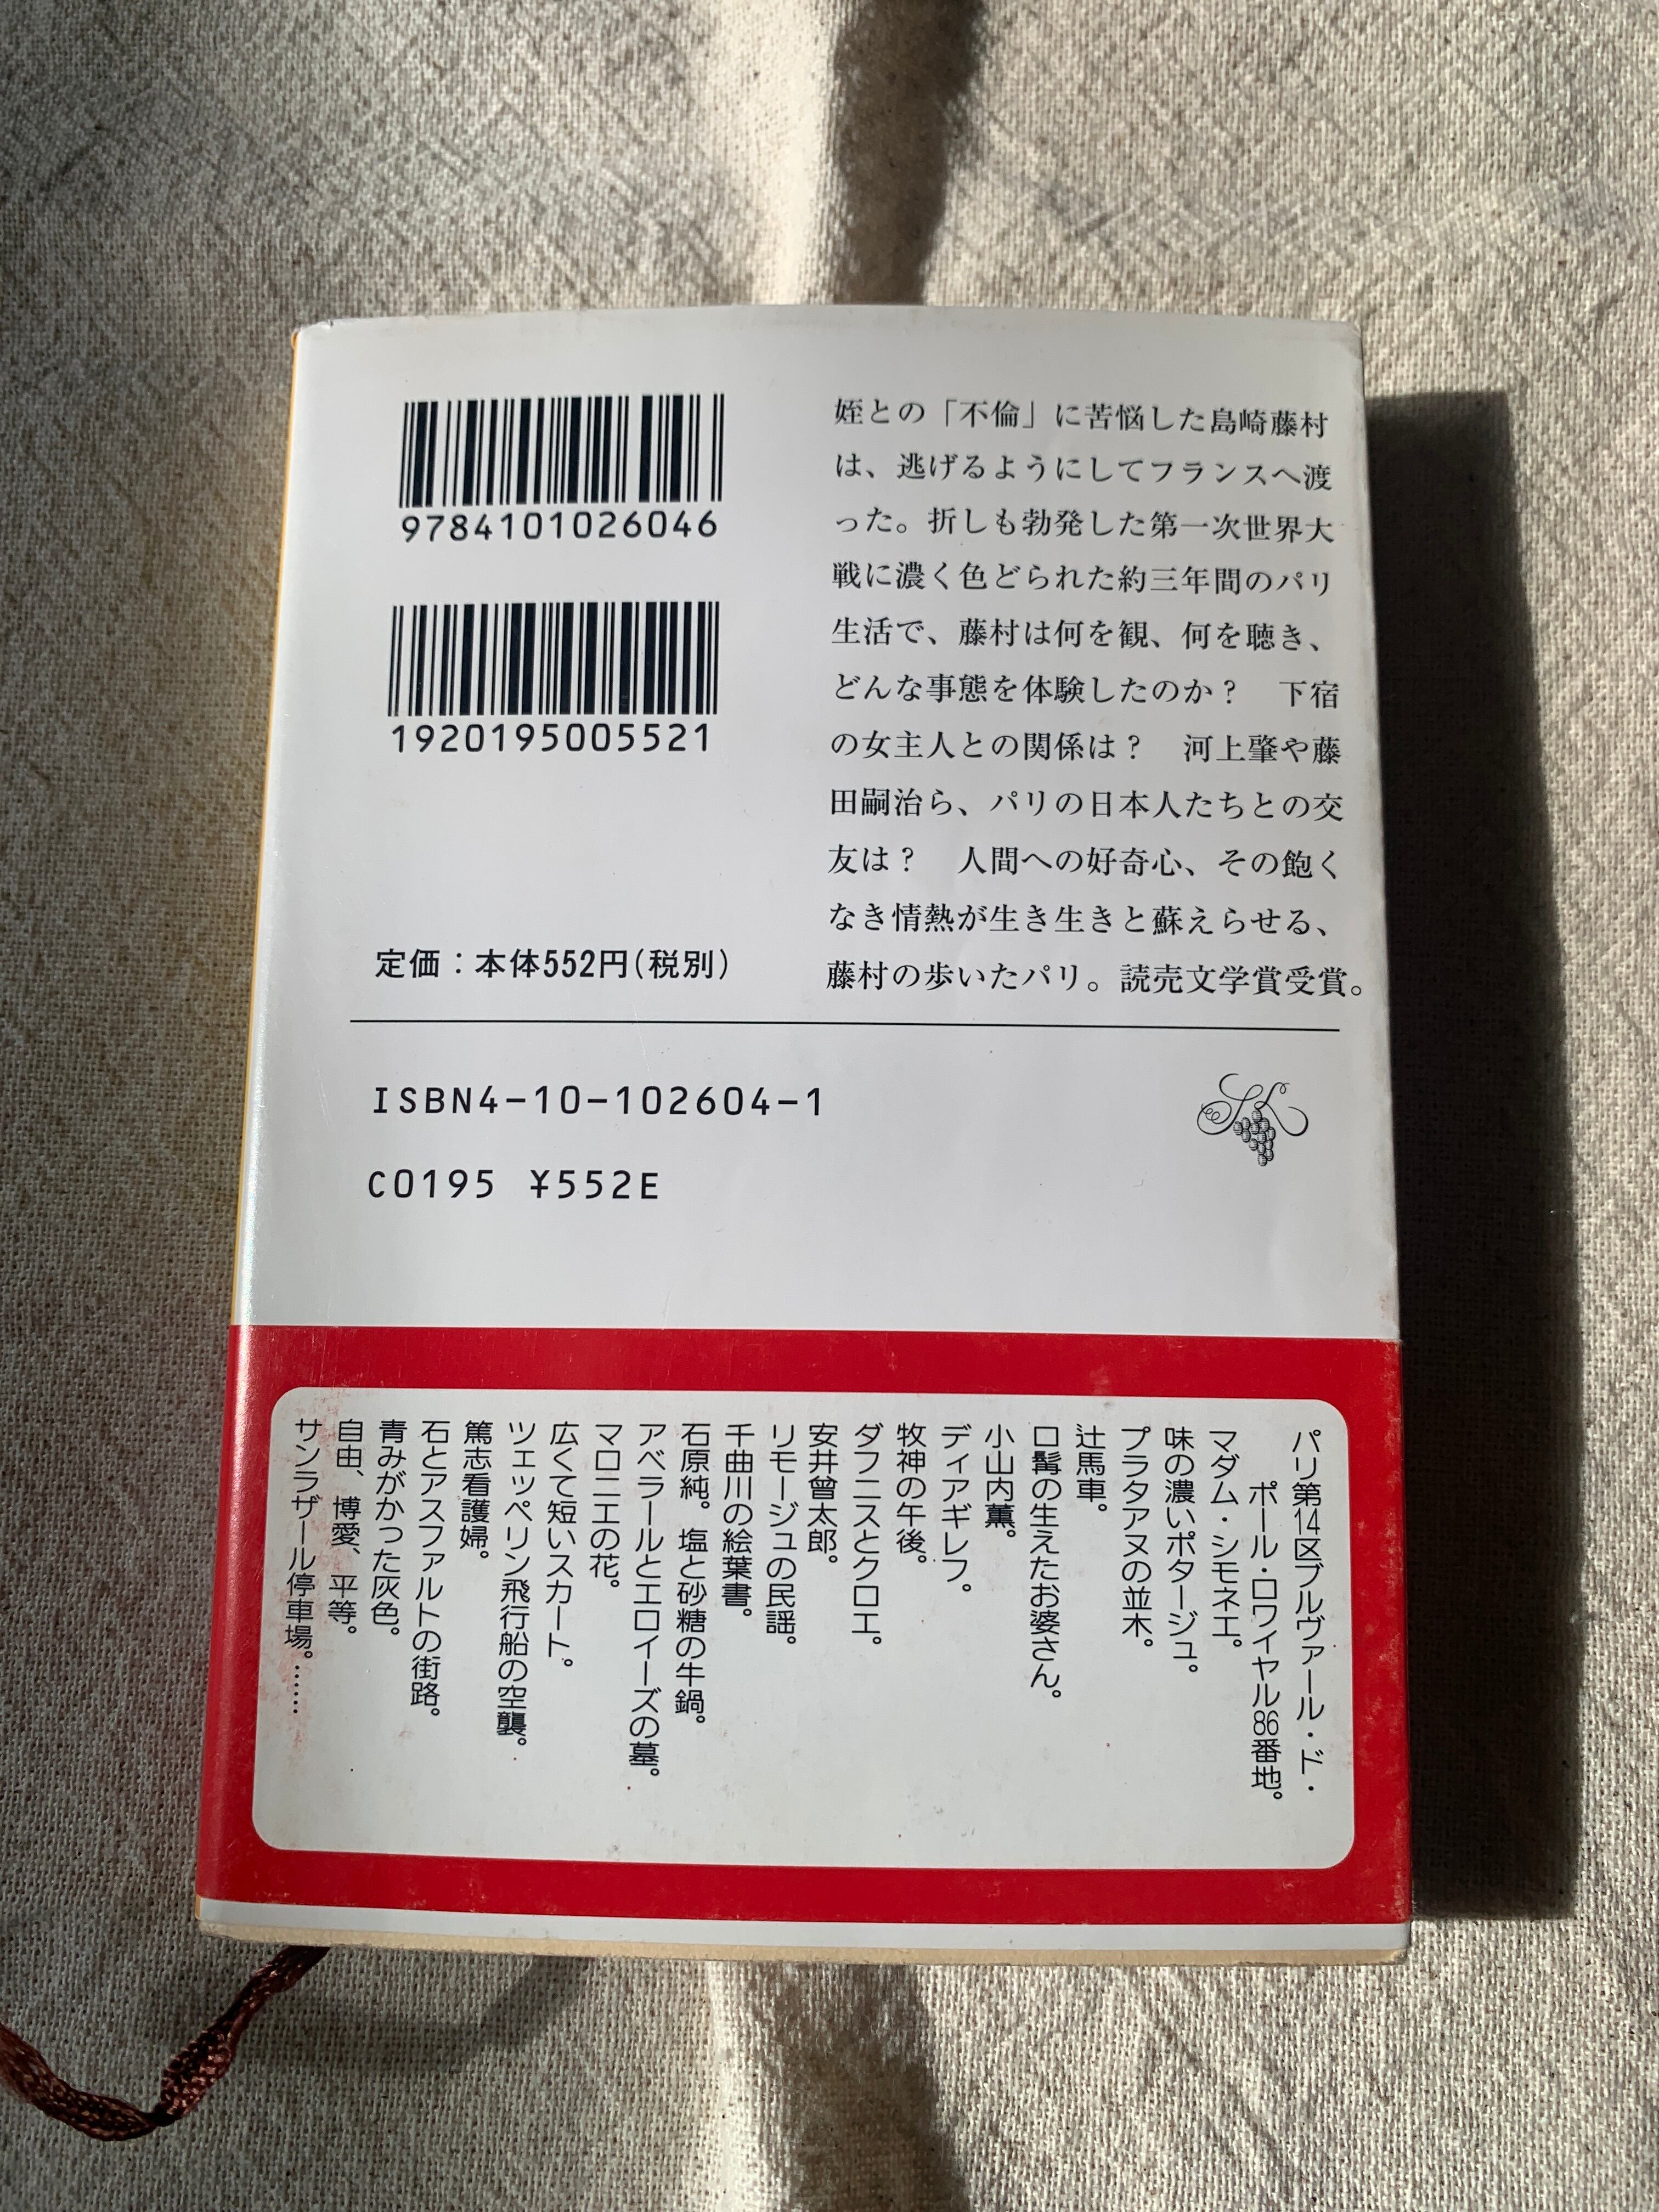 9784101026046
1920195005521
定価：本体552円（税別）
姪との「不倫」に苦悩した島崎藤村
は、逃げるようにしてフランスへ渡
った。折しも勃発した第一次世界大
戦に濃く色どられた約三年間のパリ
生活で、藤村は何を観、何を聴き、
どんな事態を体験したのか？　下宿
の女主人との関係は？　河上肇や藤
田嗣治ら、パリの日本人たちとの交
友は？　人間への好奇心、その飽く
なき情熱が生き生きと蘇えらせる、
藤村の歩いたパリ。読売文学賞受賞。
ISBN4-10-102604-1
C0195 ¥552E
パリ第14区ブルヴァール・ド・
ポール・ロワイヤル86番地。
マダム・シモネエ。
味の濃いポタージュ。
プラタアヌの並木。
辻馬車。
口髯の生えたお婆さん。
小山内薫。
ディアギレフ。
牧神の午後。
ダフニスとクロエ。
安井曾太郎。
リモージュの民謡。
千曲川の絵葉書。
石原純。塩と砂糖の牛鍋。
アベラールとエロイーズの墓。
マロニエの花。
広くて短いスカート。
ツェッペリン飛行船の空襲。
篤志看護婦。
石とアスファルトの街路。
青みがかった灰色。
自由、博愛、平等。
サンラザール停車場。……